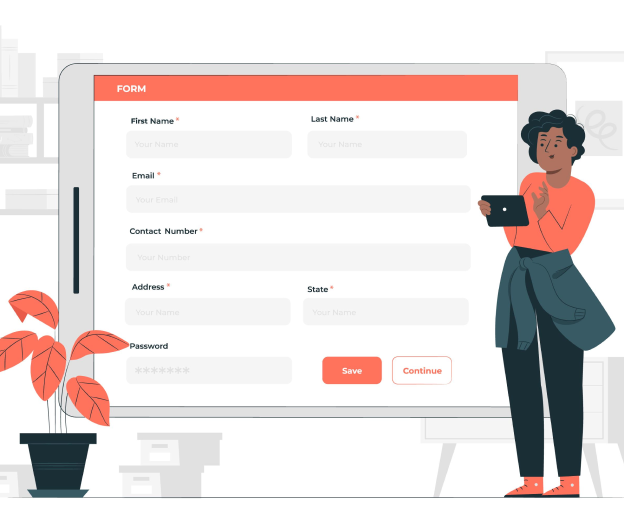 FORM
First Name *
Last Name *
Your Name
Your Name
Email *
Your Email
Contact Number *
Your Number
Address *
State *
Your Name
Your Name
Password
*******
Save
Continue